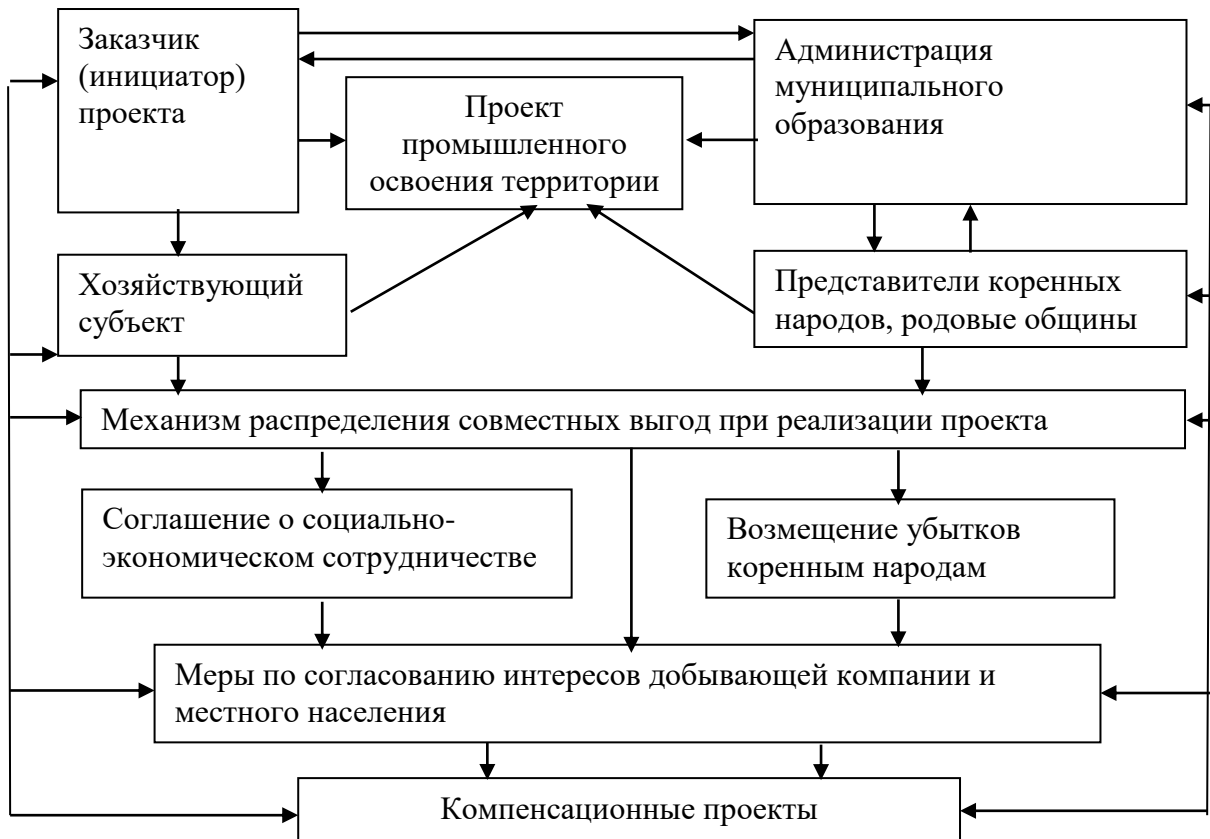 Заказчик
(инициатор)
проекта
Администрация
муниципального
образования
Проект
промышленного
освоения территории
Хозяйствующий
субъект
Представители коренных
народов, родовые общины
Механизм распределения совместных выгод при реализации проекта
Соглашение о социально-
экономическом сотрудничестве
Возмещение убытков
коренным народам
Меры по согласованию интересов добывающей компании и
местного населения
Компенсационные проекты